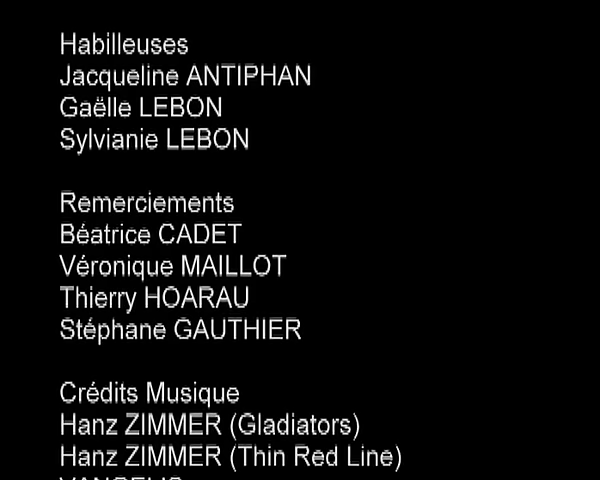 Habilleuses
Jacqueline ANTIPHAN
Gaëlle LEBON
Sylvianie LEBON
Remerciements
Béatrice CADET
Véronique MAILLOT
Thierry HOARAU
Stéphane GAUTHIER
Crédits Musique
Hanz ZIMMER (Gladiators)
Hanz ZIMMER (Thin Red Line)